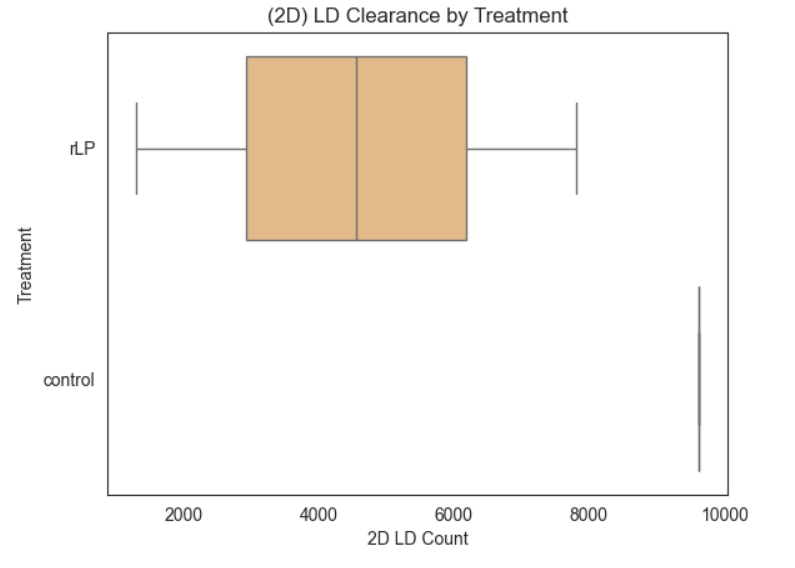 (2D) LD Clearance by Treatment
rLP
Treatment
control
2000 4000 6000 8000 10000
2D LD Count